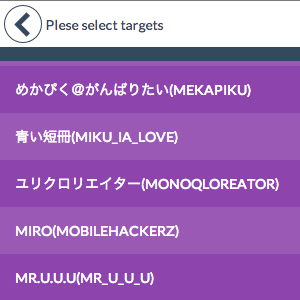 Plese select targets
めかぴく@がんばりたい(MEKAPIKU)
青い短冊(MIKU_IA_LOVE)
ユリクロリエイター(MONOQLOREATOR)
MIRO(MOBILEHACKERZ)
MR.U.U.U(MR_U_U_U)